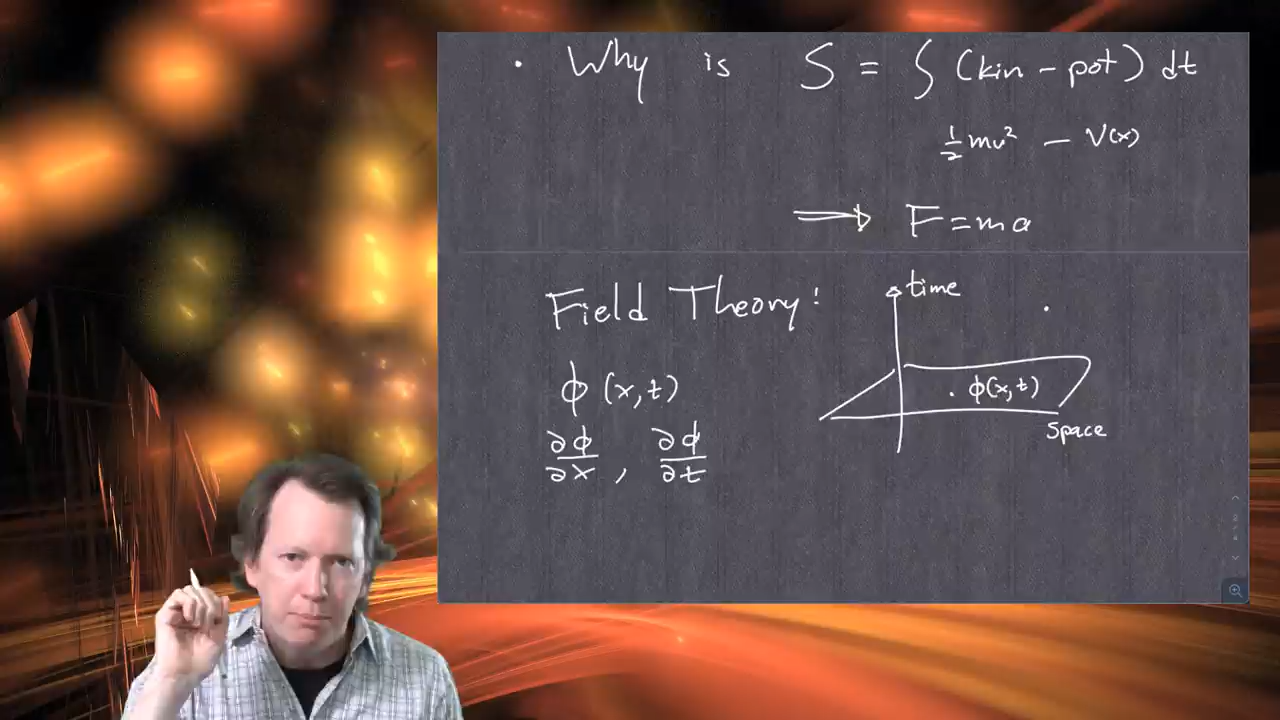 • Why is S = ∫ (kin - pot) dt
½mv² — V(x)
⟹ F = ma
Field Theory!
time
ϕ (x,t)
· ϕ(x,t)
Space
∂ϕ/∂x , ∂ϕ/∂t